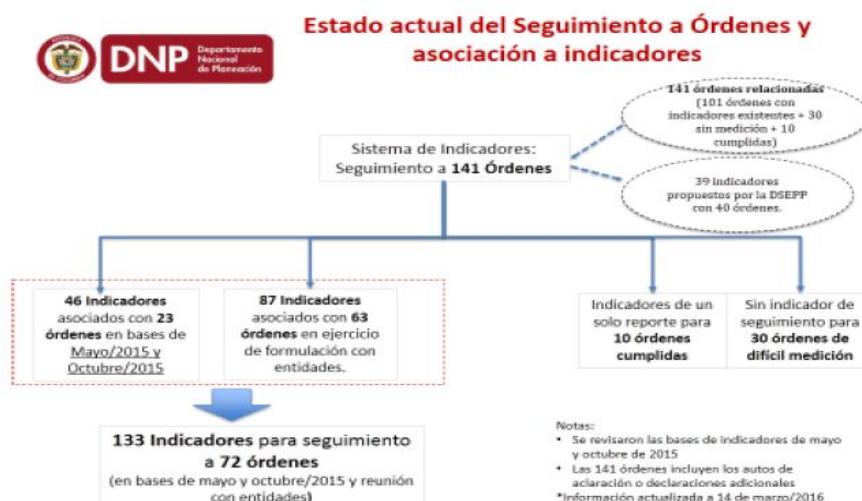 Estado actual del Seguimiento a Órdenes y
asociación a indicadores
DNP
Departamento
Nacional
de Planeación
141 órdenes relacionadas
(101 órdenes con
indicadores existentes + 30
sin medición + 10
cumplidas)
Sistema de Indicadores:
Seguimiento a 141 Órdenes
39 indicadores
propuestos por la DSEPP
con 40 órdenes.
46 Indicadores
asociados con 23
órdenes en bases de
Mayo/2015 y
Octubre/2015
87 Indicadores
asociados con 63
órdenes en ejercicio
de formulación con
entidades.
Indicadores de un
solo reporte para
10 órdenes
cumplidas
Sin indicador de
seguimiento para
30 órdenes de
difícil medición
133 Indicadores para seguimiento
a 72 órdenes
(en bases de mayo y octubre/2015 y reunión
con entidades)
Notas:
• Se revisaron las bases de indicadores de mayo
y octubre de 2015
• Las 141 órdenes incluyen los autos de
aclaración o declaraciones adicionales
*Información actualizada a 14 de marzo/2016